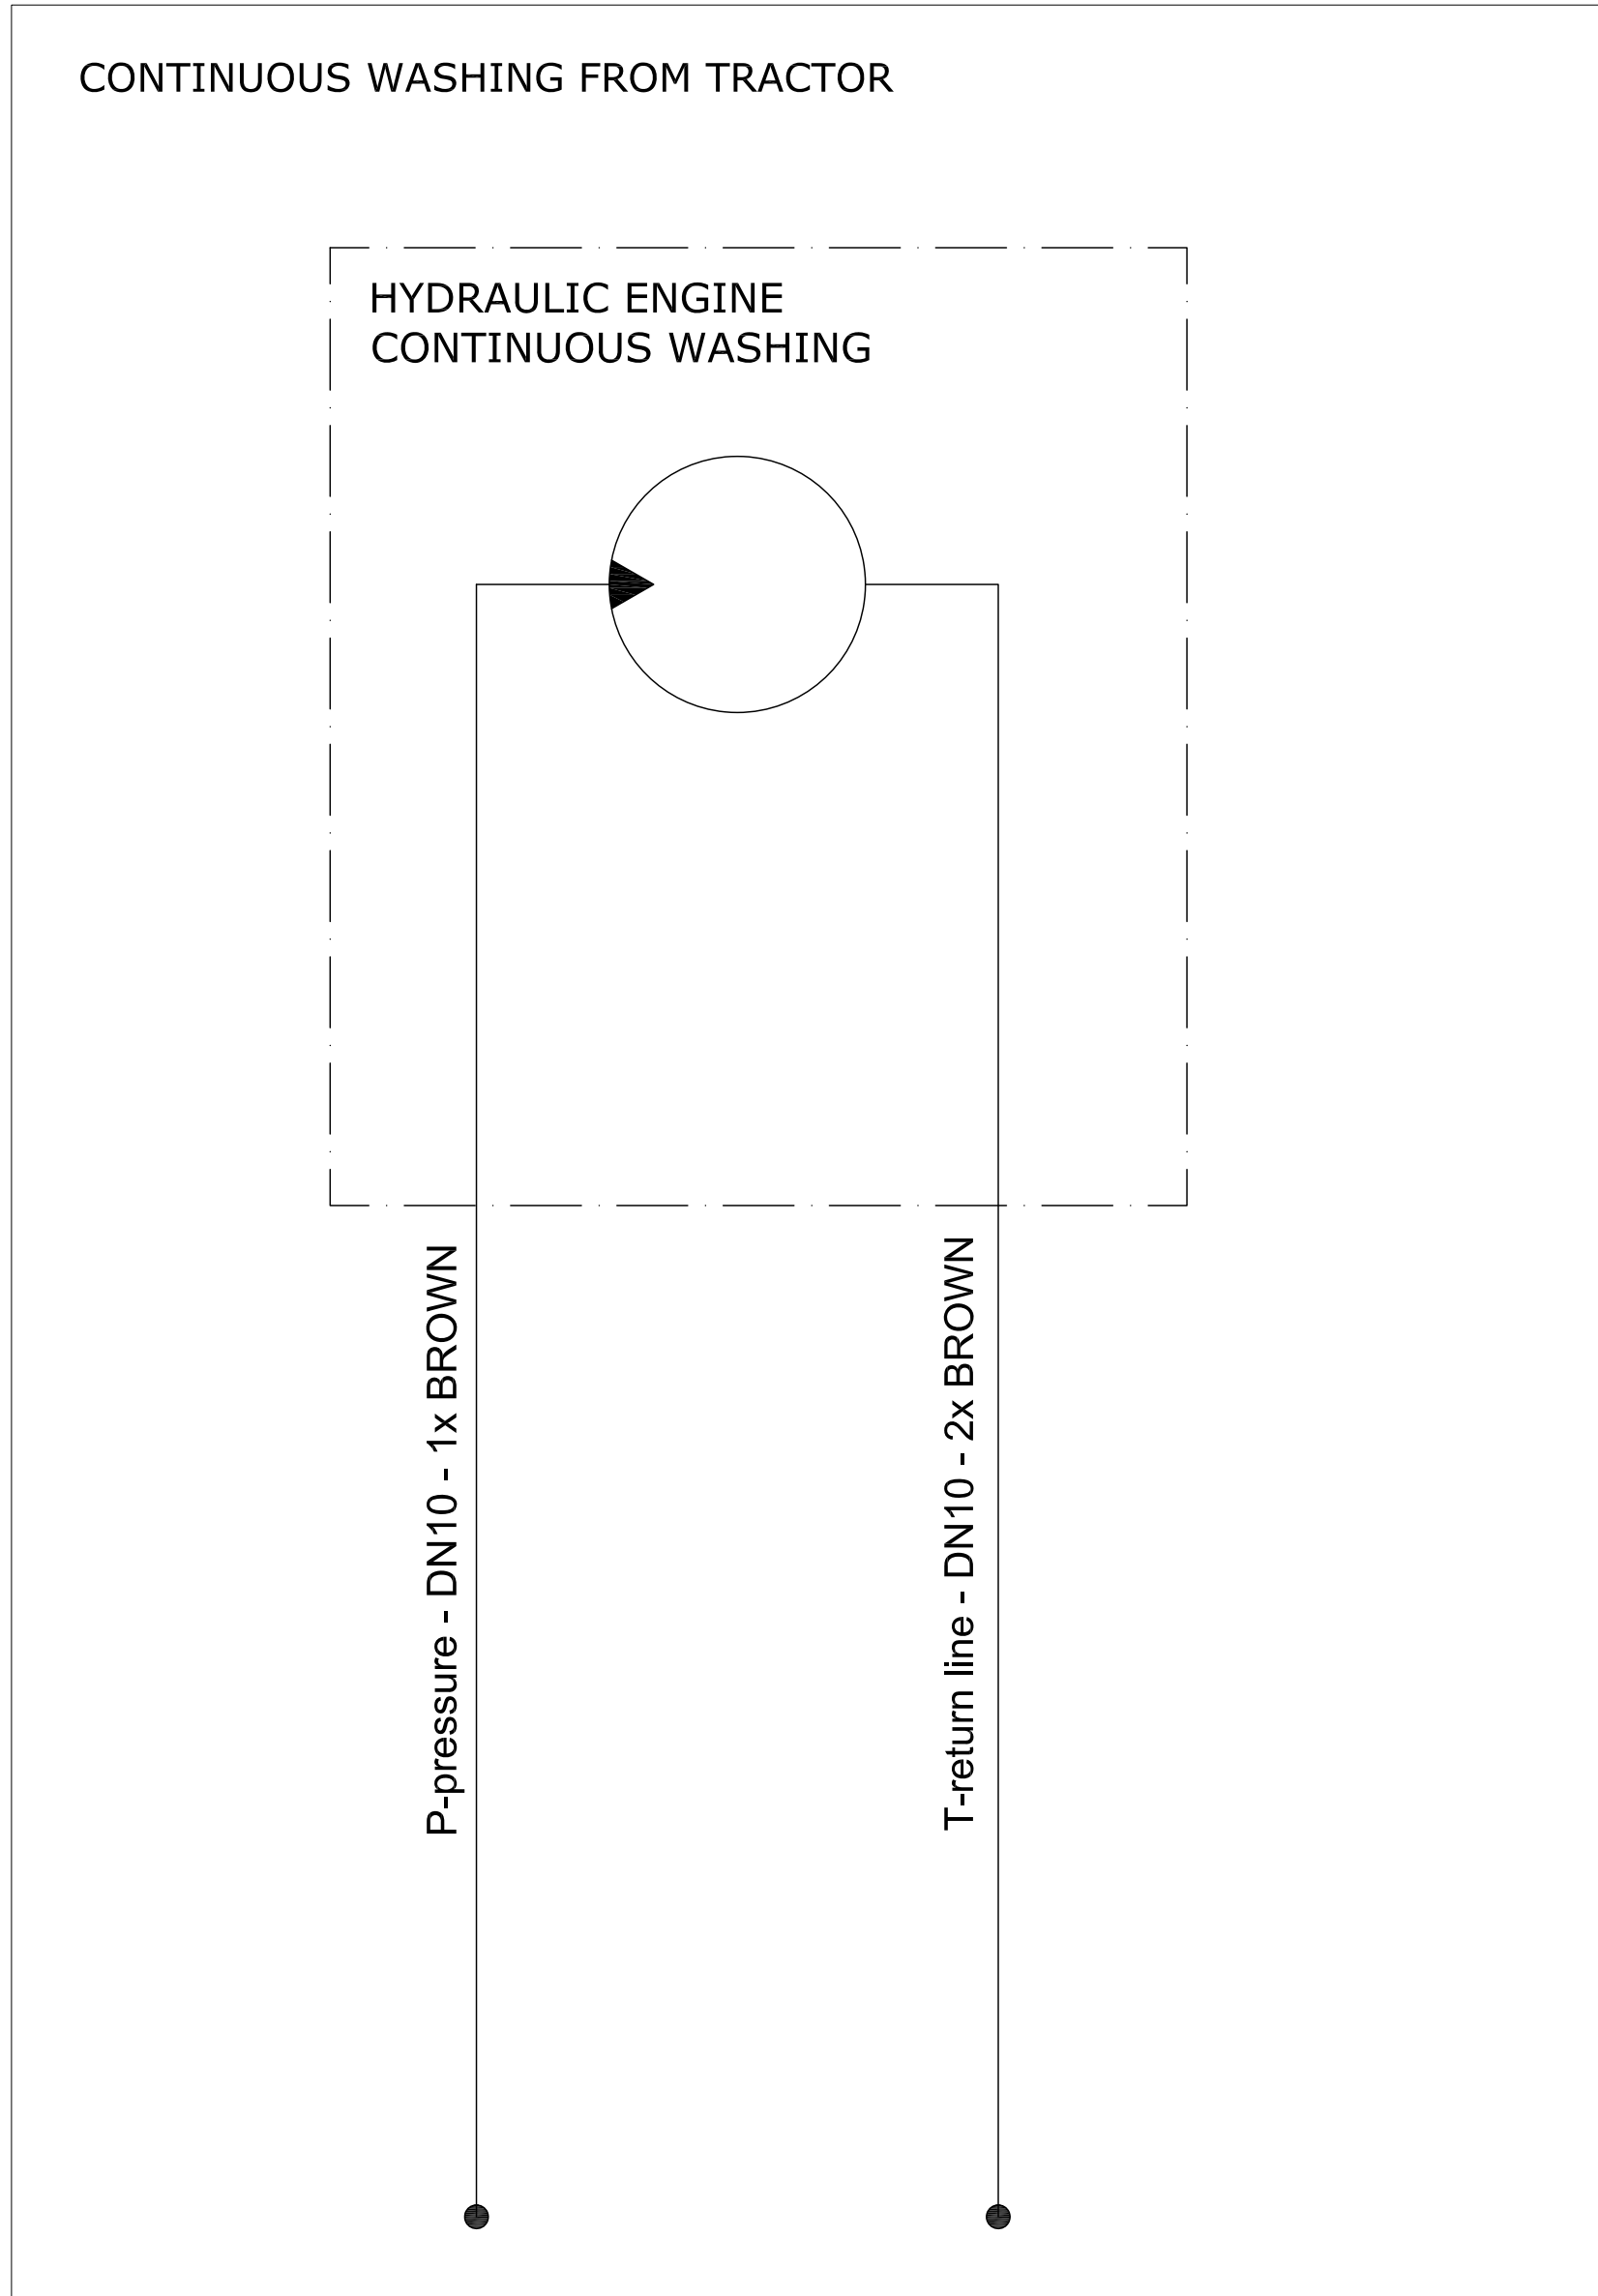 CONTINUOUS WASHING FROM TRACTOR
HYDRAULIC ENGINE
CONTINUOUS WASHING
P-pressure - DN10 - 1x BROWN
T-return line - DN10 - 2x BROWN